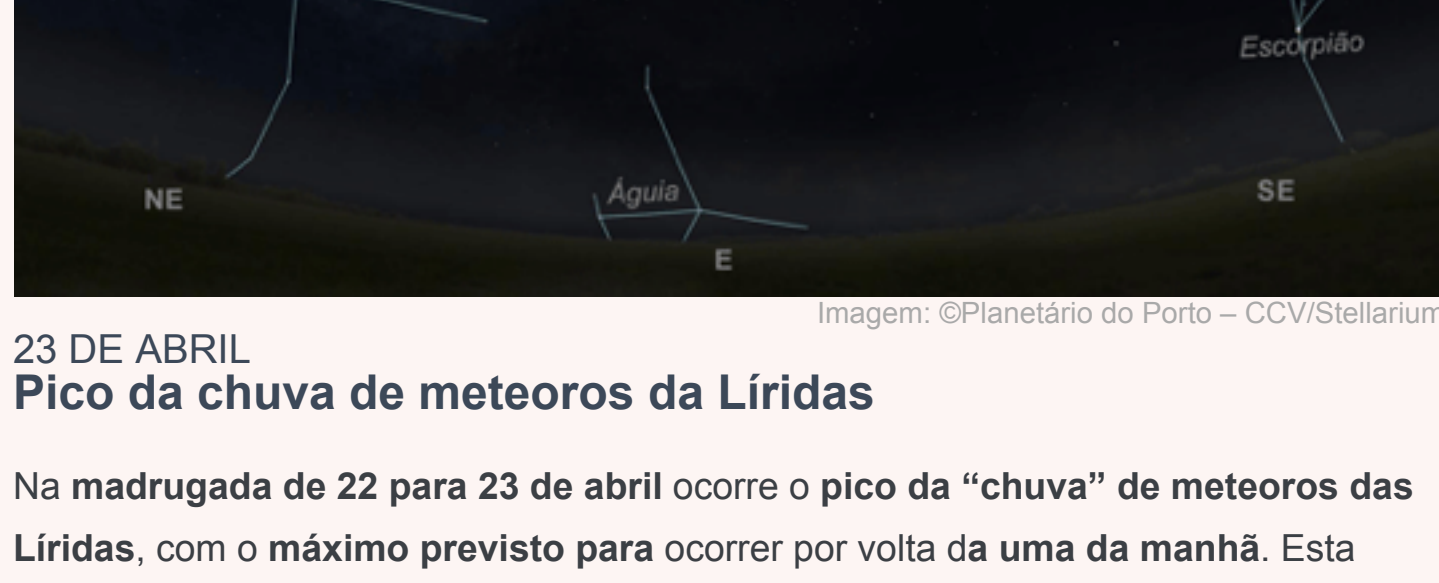 Escorpião
Águia
NE
SE
E
Imagem: ©Planetário do Porto – CCV/Stellarium
23 DE ABRIL
Pico da chuva de meteoros da Líridas
Na madrugada de 22 para 23 de abril ocorre o pico da “chuva” de meteoros das
Líridas, com o máximo previsto para ocorrer por volta da uma da manhã. Esta